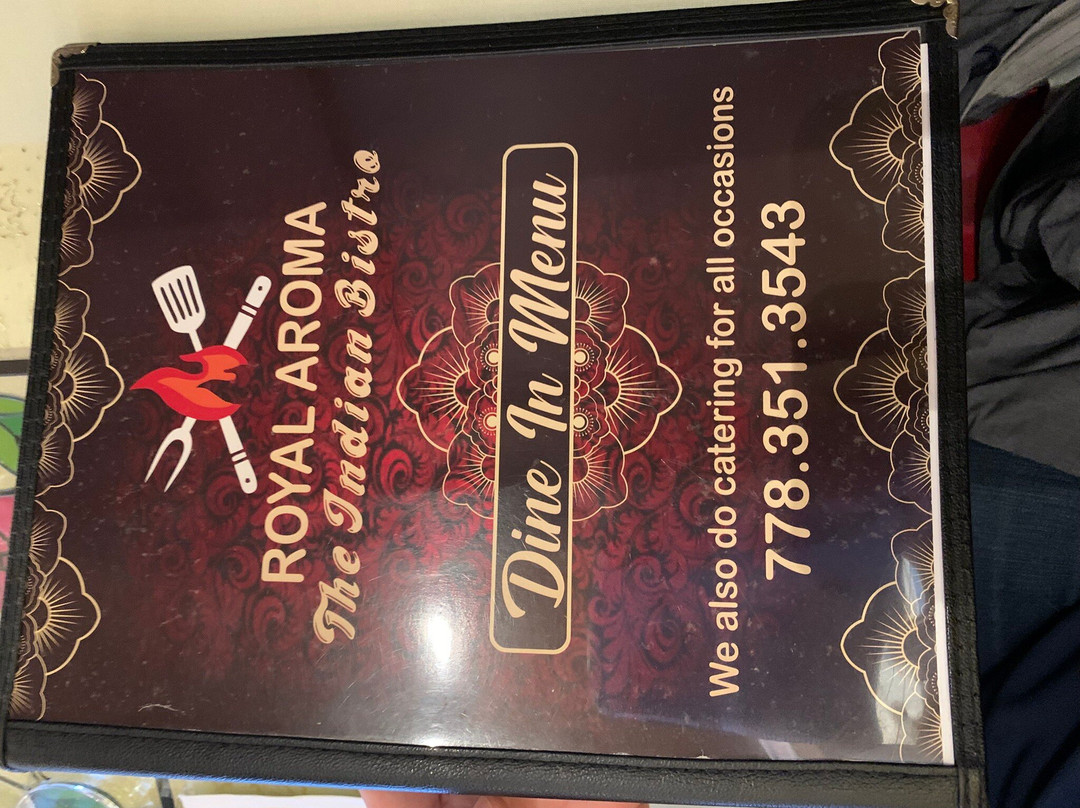 ROYAL AROMA
The Indian Bistro
Dine In Menu
We also do catering for all occasions
778.351.3543